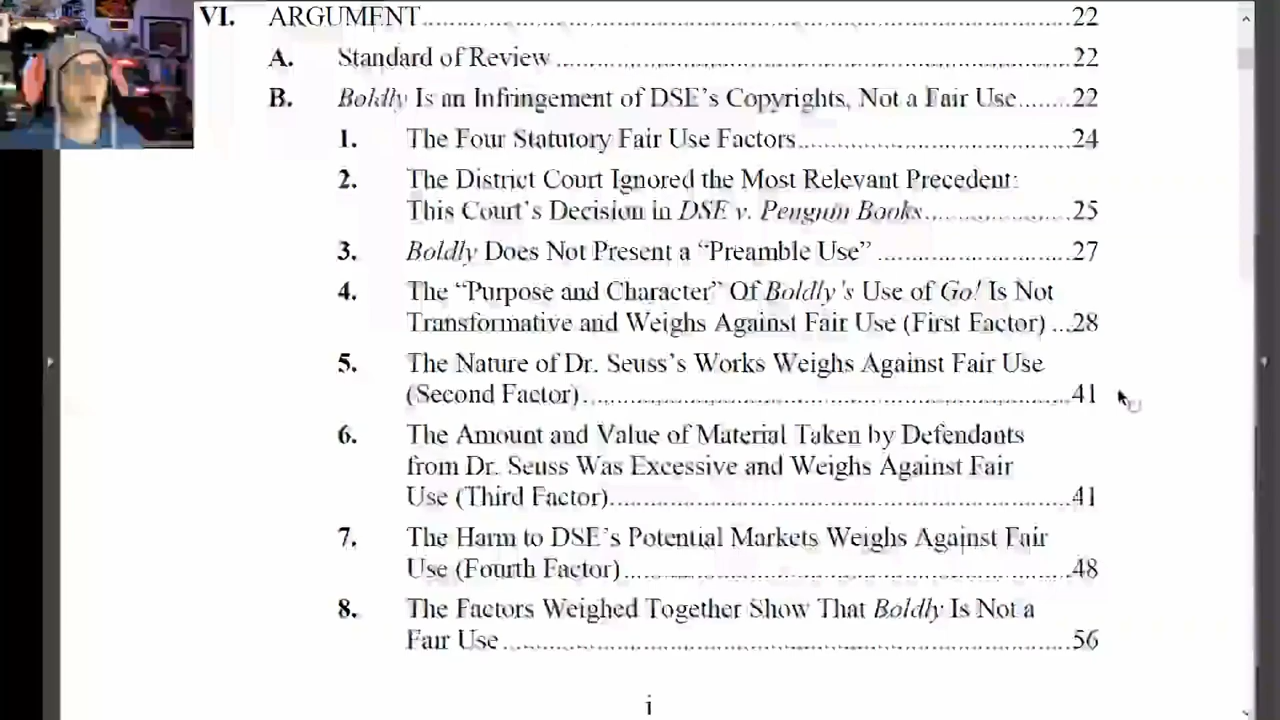 VI. ARGUMENT 22
A. Standard of Review 22
B. Boldly Is an Infringement of DSE’s Copyrights, Not a Fair Use 22
1. The Four Statutory Fair Use Factors 24
2. The District Court Ignored the Most Relevant Precedent:
This Court’s Decision in DSE v. Penguin Books 25
3. Boldly Does Not Present a “Preamble Use” 27
4. The “Purpose and Character” Of Boldly’s Use of Go! Is Not
Transformative and Weighs Against Fair Use (First Factor) 28
5. The Nature of Dr. Seuss’s Works Weighs Against Fair Use
(Second Factor) 41
6. The Amount and Value of Material Taken by Defendants
from Dr. Seuss Was Excessive and Weighs Against Fair
Use (Third Factor) 41
7. The Harm to DSE’s Potential Markets Weighs Against Fair
Use (Fourth Factor) 48
8. The Factors Weighed Together Show That Boldly Is Not a
Fair Use 56
i